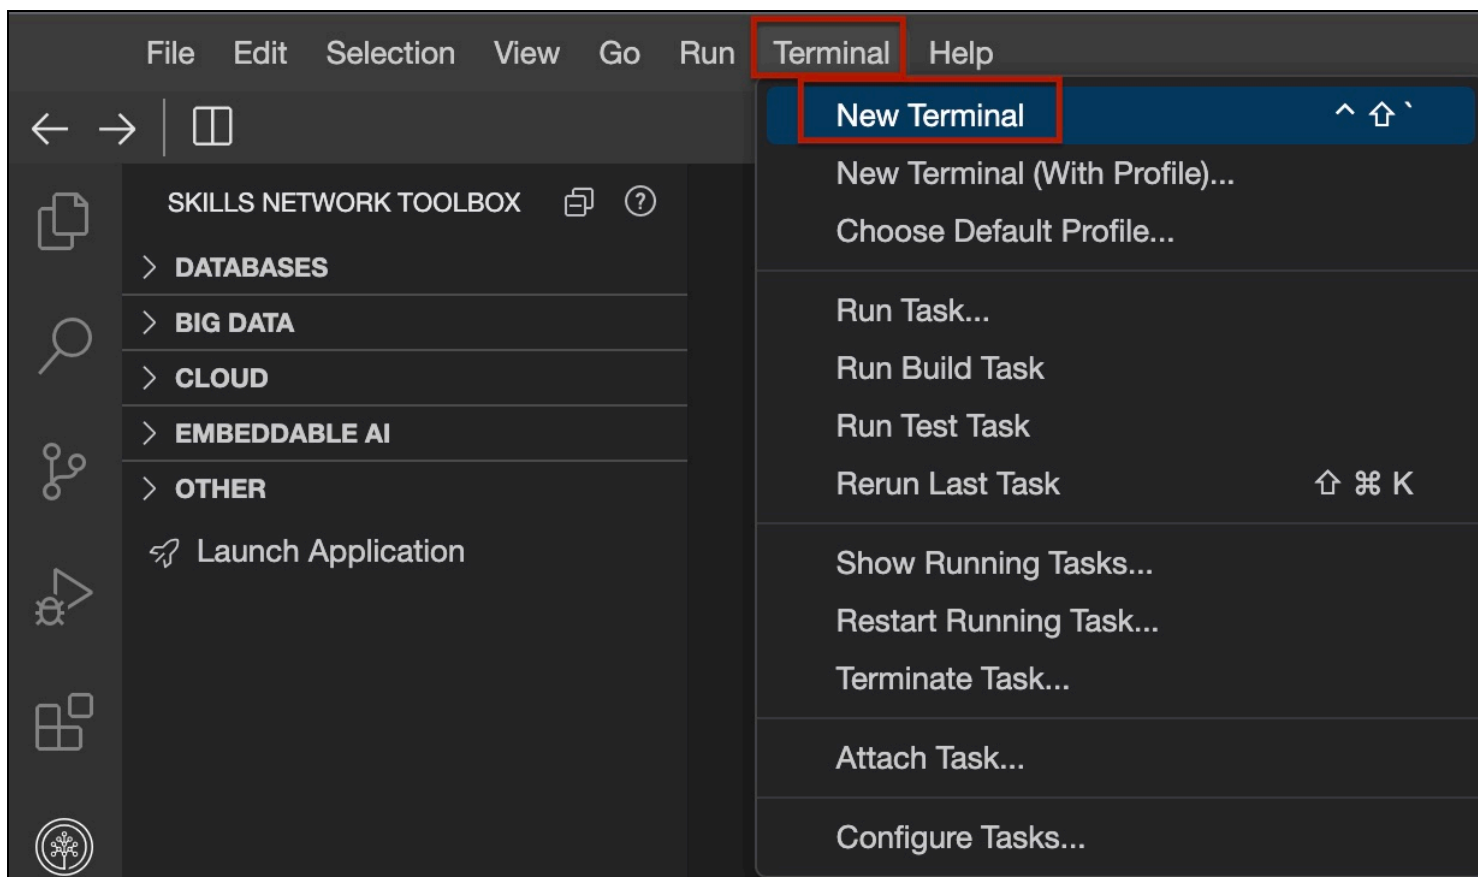 File Edit Selection View Go Run Terminal Help
New Terminal ^ ⇧ `
New Terminal (With Profile)...
Choose Default Profile...
Run Task...
Run Build Task
Run Test Task
Rerun Last Task ⇧ ⌘ K
Show Running Tasks...
Restart Running Task...
Terminate Task...
Attach Task...
Configure Tasks...
SKILLS NETWORK TOOLBOX
DATABASES
BIG DATA
CLOUD
EMBEDDABLE AI
OTHER
Launch Application